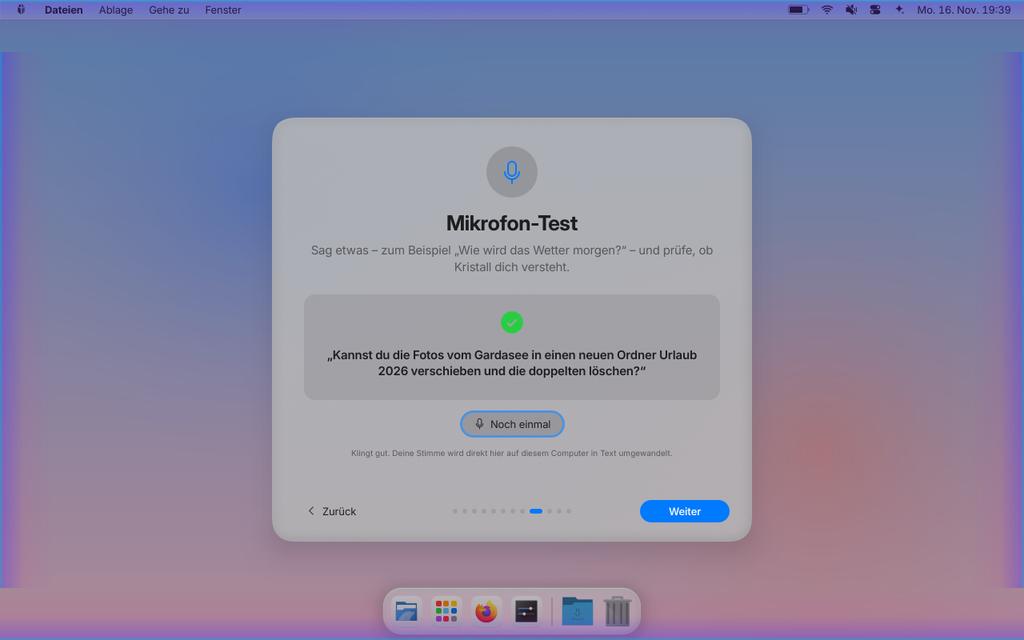 Dateien Ablage Gehe zu Fenster Mo. 16. Nov. 19:39
Mikrofon-Test
Sag etwas – zum Beispiel „Wie wird das Wetter morgen?“ – und prüfe, ob
Kristall dich versteht.
„Kannst du die Fotos vom Gardasee in einen neuen Ordner Urlaub
2026 verschieben und die doppelten löschen?“
Noch einmal
Klingt gut. Deine Stimme wird direkt hier auf diesem Computer in Text umgewandelt.
Zurück Weiter